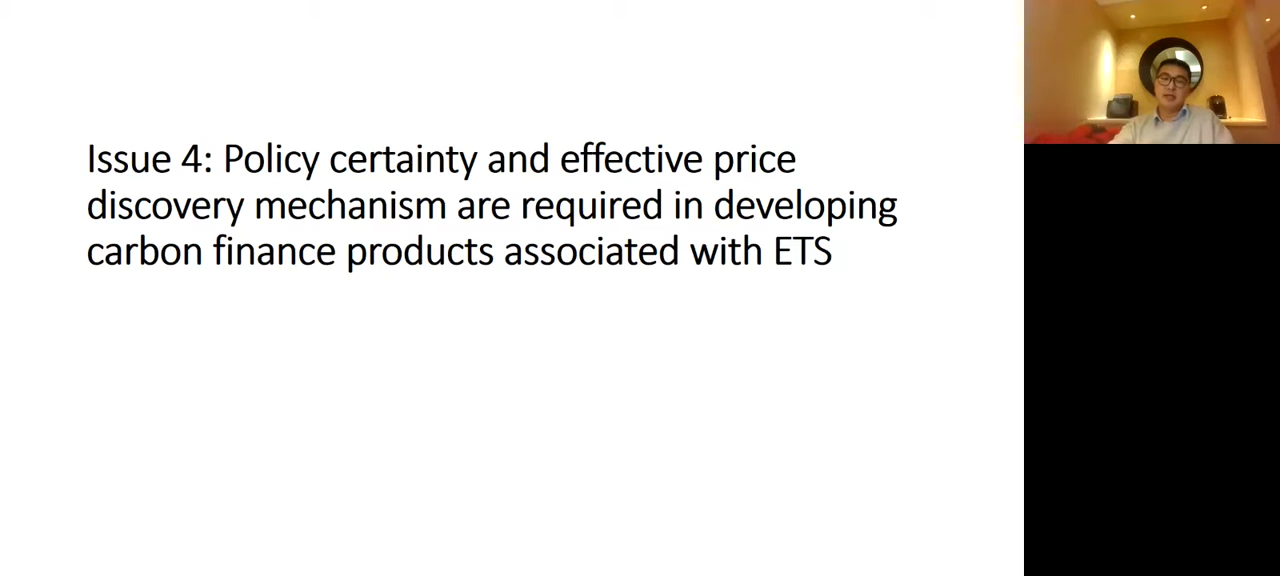 Issue 4: Policy certainty and effective price
discovery mechanism are required in developing
carbon finance products associated with ETS